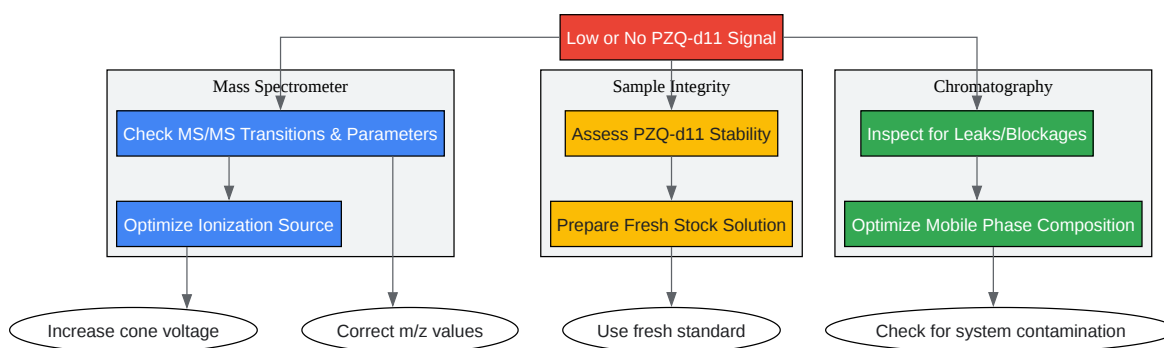 Low or No PZQ-d11 Signal
Mass Spectrometer
Sample Integrity
Chromatography
Check MS/MS Transitions & Parameters
Assess PZQ-d11 Stability
Inspect for Leaks/Blockages
Optimize Ionization Source
Prepare Fresh Stock Solution
Optimize Mobile Phase Composition
Increase cone voltage
Correct m/z values
Use fresh standard
Check for system contamination